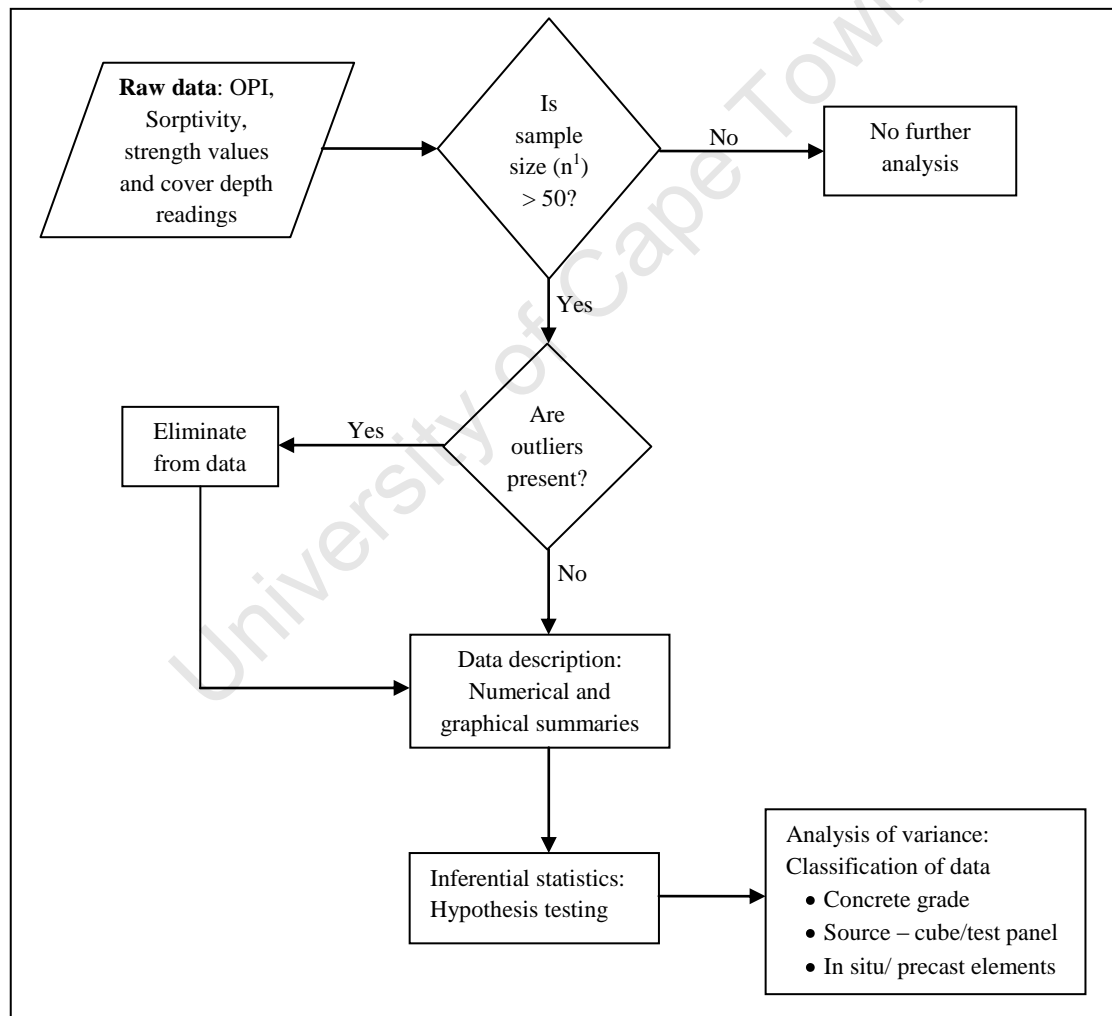 Raw data: OPI,
Sorptivity,
strength values
and cover depth
readings
Is
sample
size (n¹)
> 50?
No
No further
analysis
Yes
Are
outliers
present?
Yes
Eliminate
from data
No
Data description:
Numerical and
graphical summaries
Inferential statistics:
Hypothesis testing
Analysis of variance:
Classification of data
• Concrete grade
• Source – cube/test panel
• In situ/ precast elements
University of Cape Town